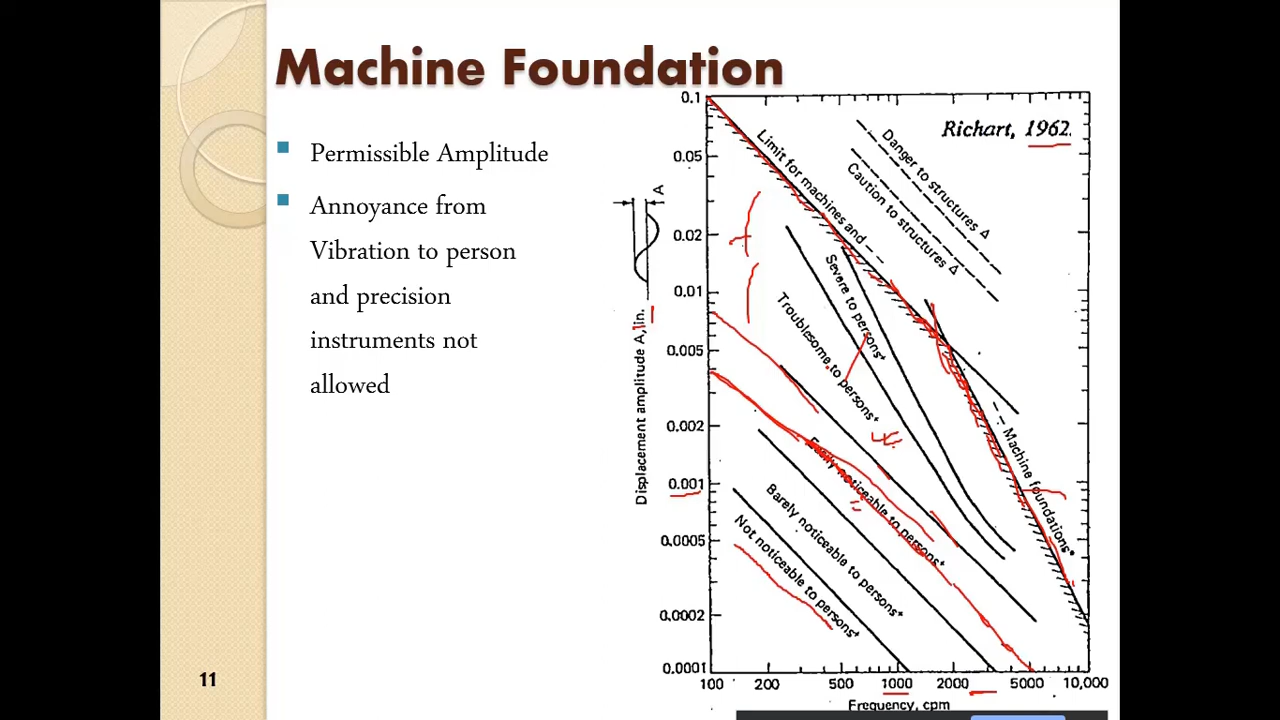 Machine Foundation
Permissible Amplitude
Annoyance from
Vibration to person
and precision
instruments not
allowed
11
Richart, 1962.
0.1
0.05
0.02
0.01
0.005
0.002
0.001
0.0005
0.0002
0.0001
Displacement amplitude A, in.
A
Limit for machines and
Danger to structures Δ
Caution to structures Δ
Severe to persons+
Troublesome to persons+
Easily noticeable to persons+
Barely noticeable to persons+
Not noticeable to persons+
Machine foundations•
100 200 500 1000 2000 5000 10,000
Frequency, cpm